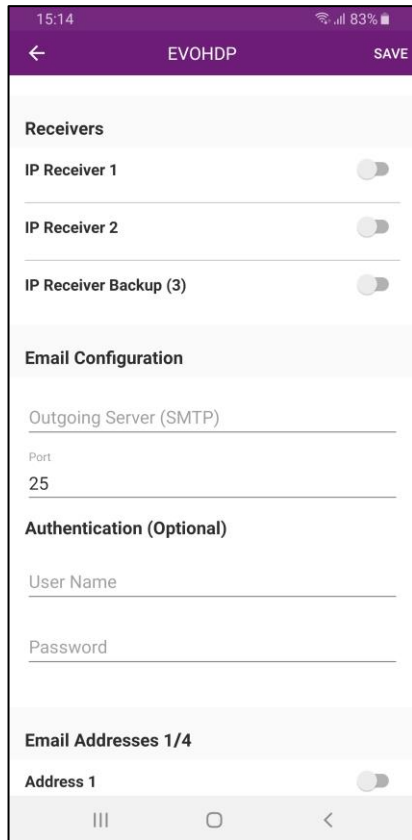 15:14 83%
EVOHDP SAVE
Receivers
IP Receiver 1
IP Receiver 2
IP Receiver Backup (3)
Email Configuration
Outgoing Server (SMTP)
Port
25
Authentication (Optional)
User Name
Password
Email Addresses 1/4
Address 1